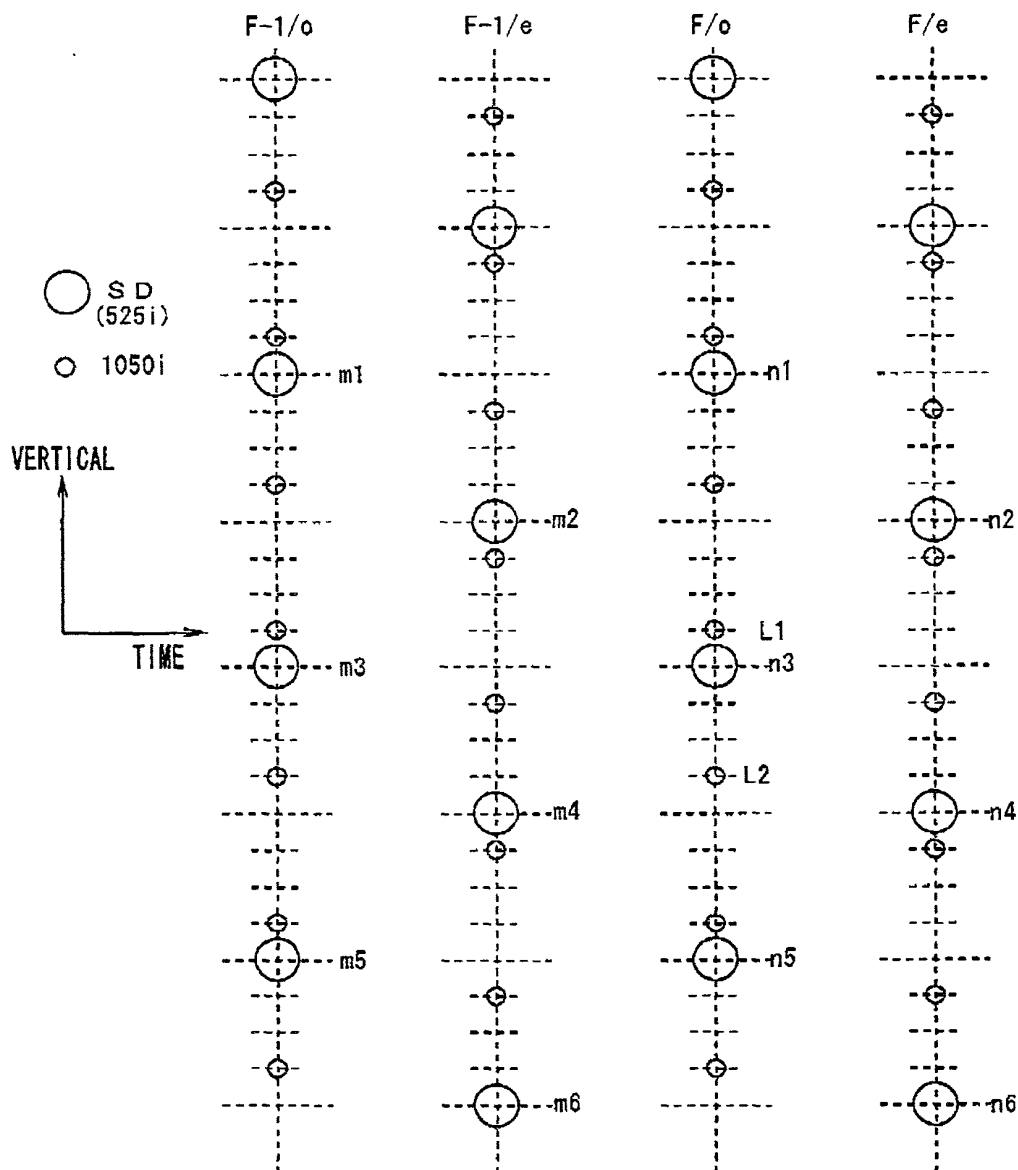 F-1/o F-1/e F/o F/e
SD
(525i)
1050i
m1 n1
VERTICAL
m2 n2
L1
TIME
m3 n3
L2
m4 n4
m5 n5
m6 n6